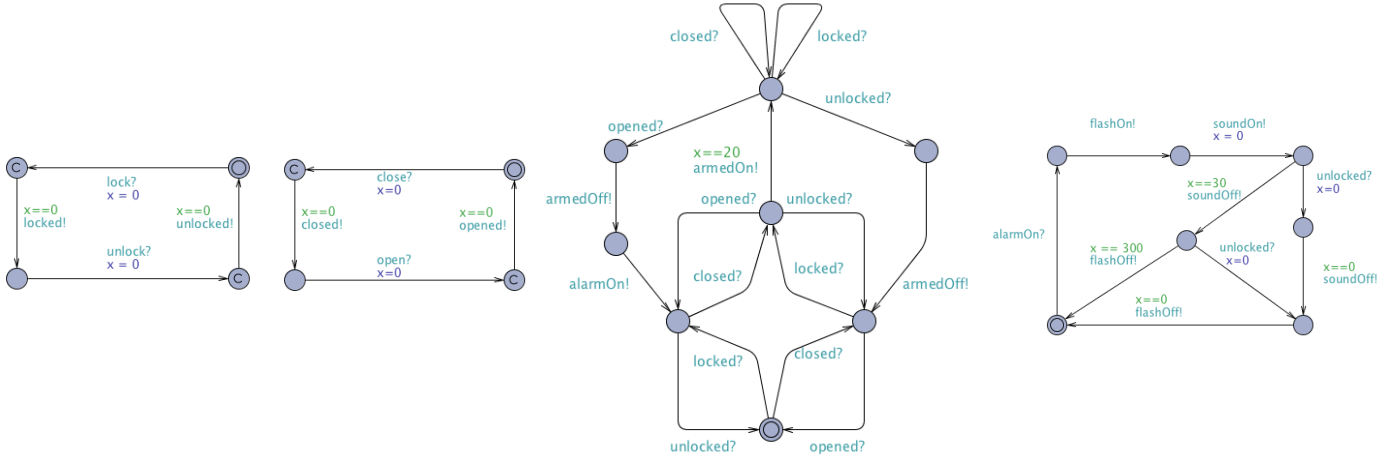 C
lock?
x = 0
x==0
locked!
x==0
unlocked!
unlock?
x = 0
C
C
close?
x=0
x==0
closed!
x==0
opened!
open?
x=0
C
closed?
locked?
opened?
unlocked?
x==20
armedOn!
armedOff!
opened?
unlocked?
alarmOn!
closed?
locked?
armedOff!
locked?
closed?
unlocked?
opened?
flashOn!
soundOn!
x = 0
x==30
soundOff!
unlocked?
x=0
alarmOn?
x == 300
flashOff!
unlocked?
x=0
x==0
soundOff!
x==0
flashOff!